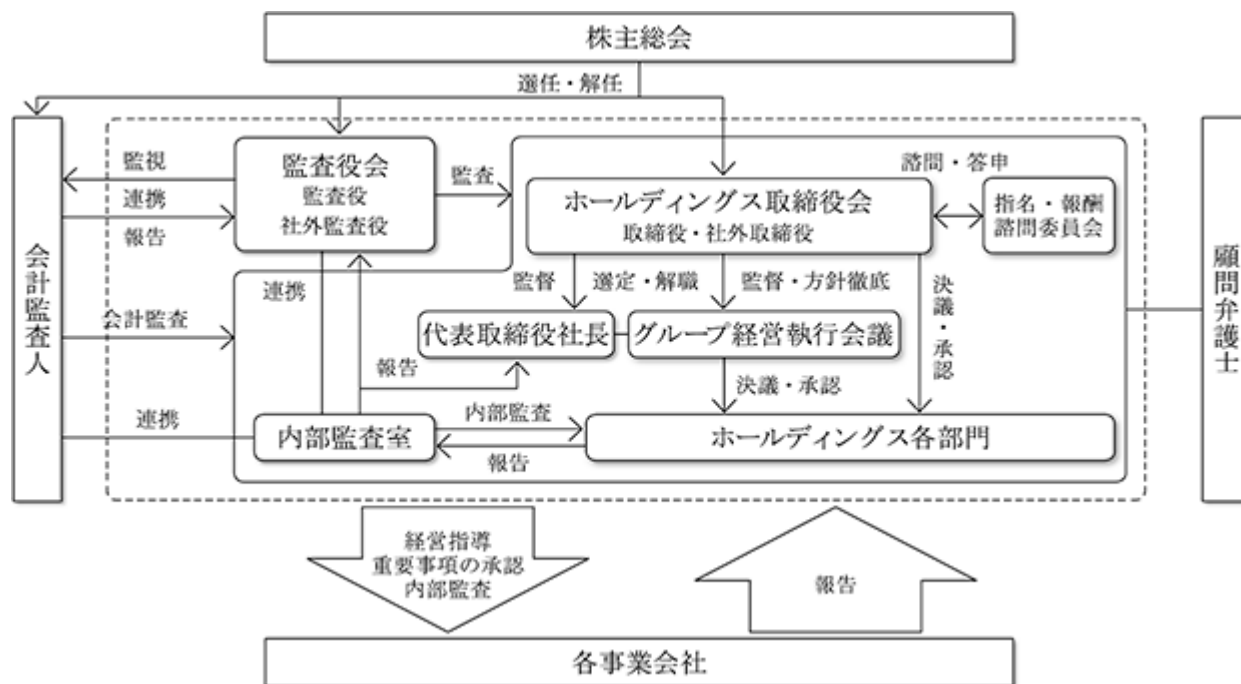 株主総会
選任・解任
監視
連携
報告
会計監査人
会計監査
連携
監査役会
監査役
社外監査役
監査
連携
ホールディングス取締役会
取締役・社外取締役
諮問・答申
指名・報酬
諮問委員会
監督
選定・解職
監督・方針徹底
決議・承認
代表取締役社長
グループ経営執行会議
報告
決議・承認
内部監査室
内部監査
報告
ホールディングス各部門
顧問弁護士
経営指導
重要事項の承認
内部監査
報告
各事業会社